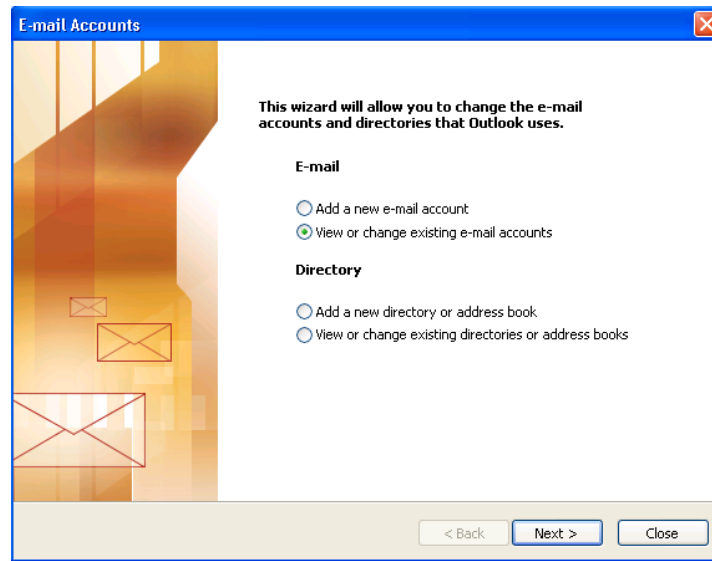 E-mail Accounts
This wizard will allow you to change the e-mail
accounts and directories that Outlook uses.
E-mail
Add a new e-mail account
View or change existing e-mail accounts
Directory
Add a new directory or address book
View or change existing directories or address books
< Back Next > Close